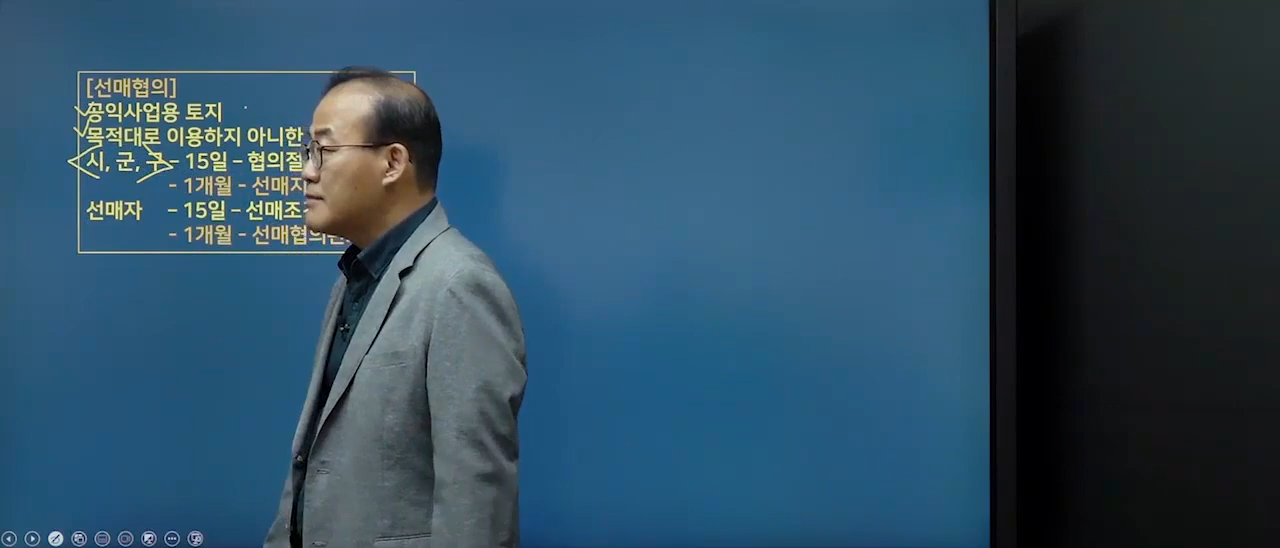 [선매협의]
공익사업용 토지
목적대로 이용하지 아니한
시, 군, 구 - 15일 - 협의절
- 1개월 - 선매자
선매자 - 15일 - 선매조
- 1개월 - 선매협의